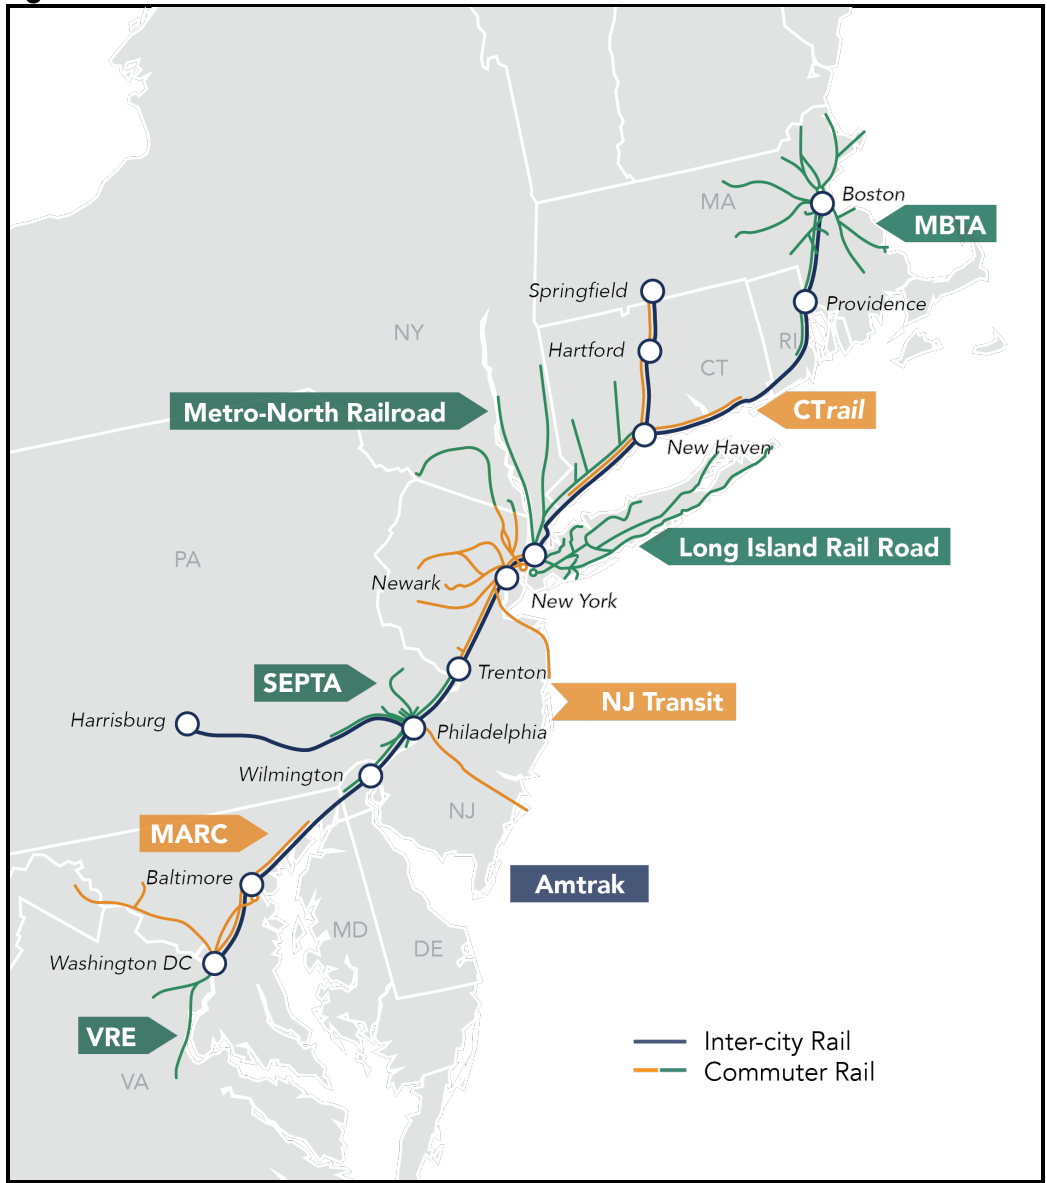 Boston
MA
MBTA
Springfield
Providence
NY
Hartford
RI
CT
Metro-North Railroad
CTrail
New Haven
Long Island Rail Road
PA
Newark
New York
Trenton
SEPTA
NJ Transit
Harrisburg
Philadelphia
Wilmington
NJ
MARC
Baltimore
Amtrak
MD
DE
Washington DC
VRE
Inter-city Rail
Commuter Rail
VA